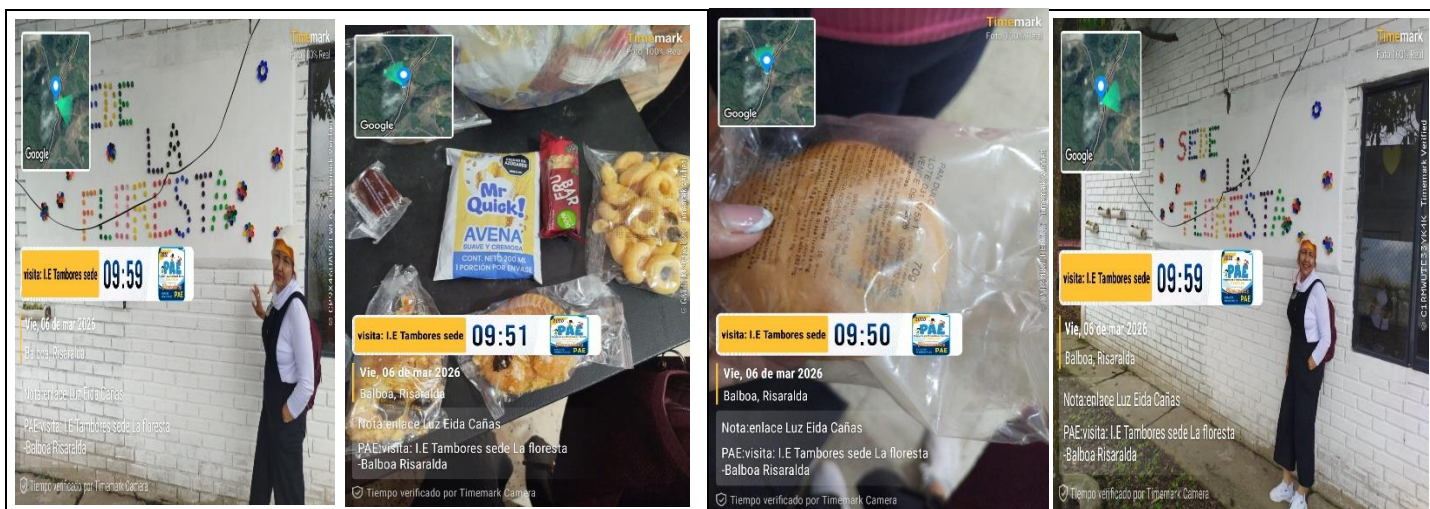 Timemark
Foto 100% Real
Google
SEDE
LA
FLORESTA
visita: I.E Tambores sede
09:59
PAE
Vie, 06 de mar 2026
Balboa, Risaralda
Nota:enlace Luz Eida Cañas
PAE:visita: I.E Tambores sede La floresta
-Balboa Risaralda
Tiempo verificado por Timemark Camera
Timemark
Foto 100% Real
Google
Mr
Quick!
AVENA
SUAVE Y CREMOSA
CONT. NETO 200 ML
1 PORCIÓN POR ENVASE
visita: I.E Tambores sede
09:51
PAE
Vie, 06 de mar 2026
Balboa, Risaralda
Nota:enlace Luz Eida Cañas
PAE:visita: I.E Tambores sede La floresta
-Balboa Risaralda
Tiempo verificado por Timemark Camera
Timemark
Foto 100% Real
Google
70g
visita: I.E Tambores sede
09:50
PAE
Vie, 06 de mar 2026
Balboa, Risaralda
Nota:enlace Luz Eida Cañas
PAE:visita: I.E Tambores sede La floresta
-Balboa Risaralda
Tiempo verificado por Timemark Camera
Timemark
Foto 100% Real
Google
SEDE
LA
FLORESTA
visita: I.E Tambores sede
09:59
PAE
Vie, 06 de mar 2026
Balboa, Risaralda
Nota:enlace Luz Eida Cañas
PAE:visita: I.E Tambores sede La floresta
-Balboa Risaralda
Tiempo verificado por Timemark Camera
Timemark Verified